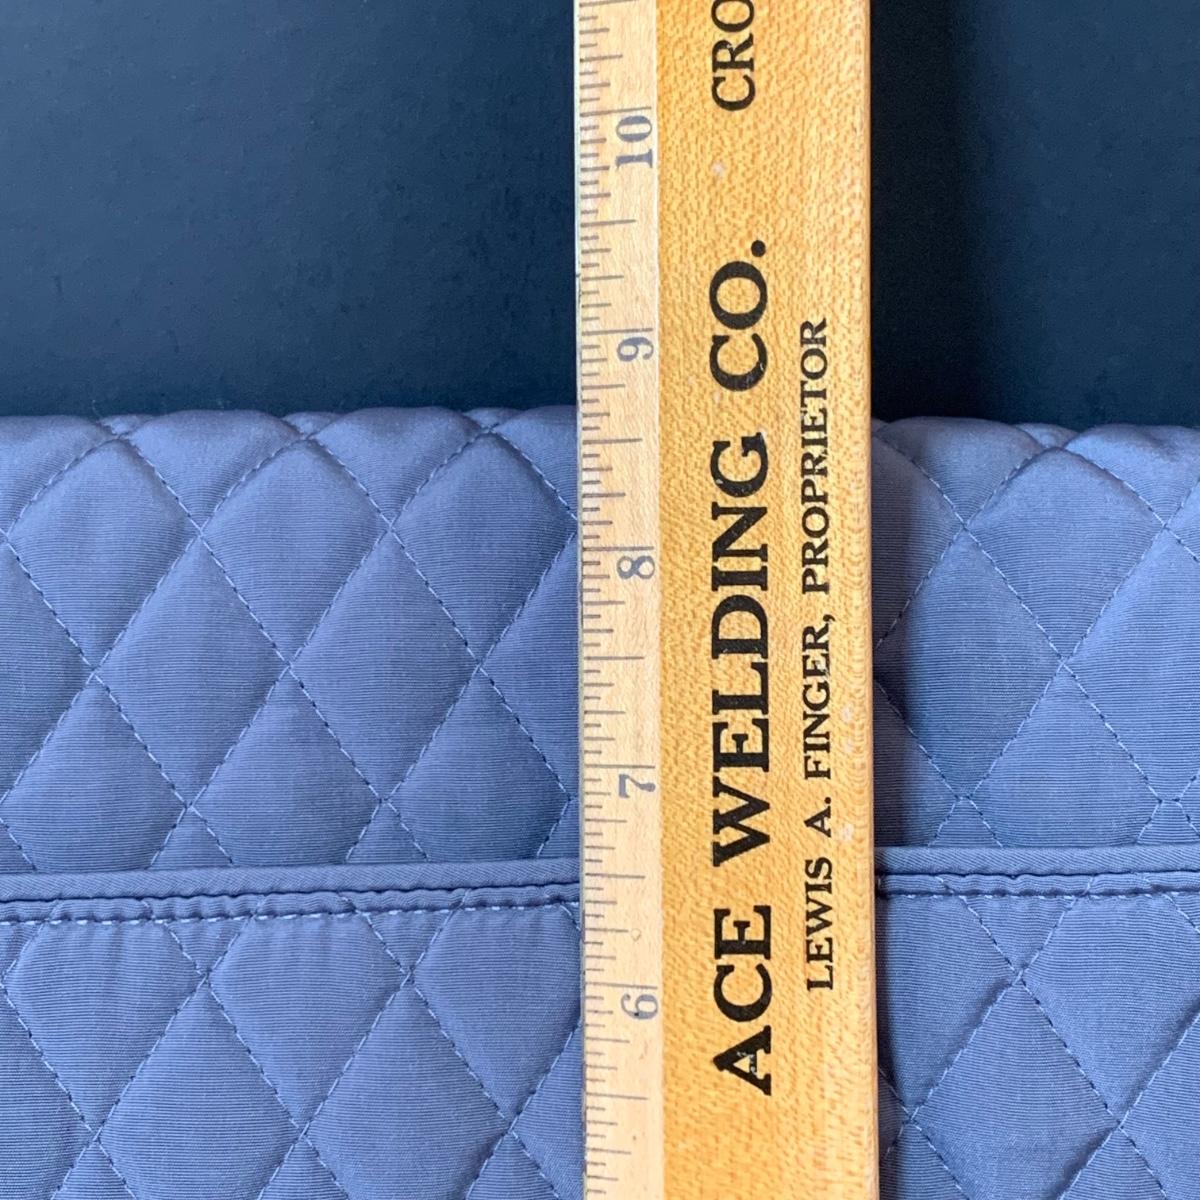 CRO
ACE WELDING CO.
LEWIS A. FINGER, PROPRIETOR
10
9
8
7
6